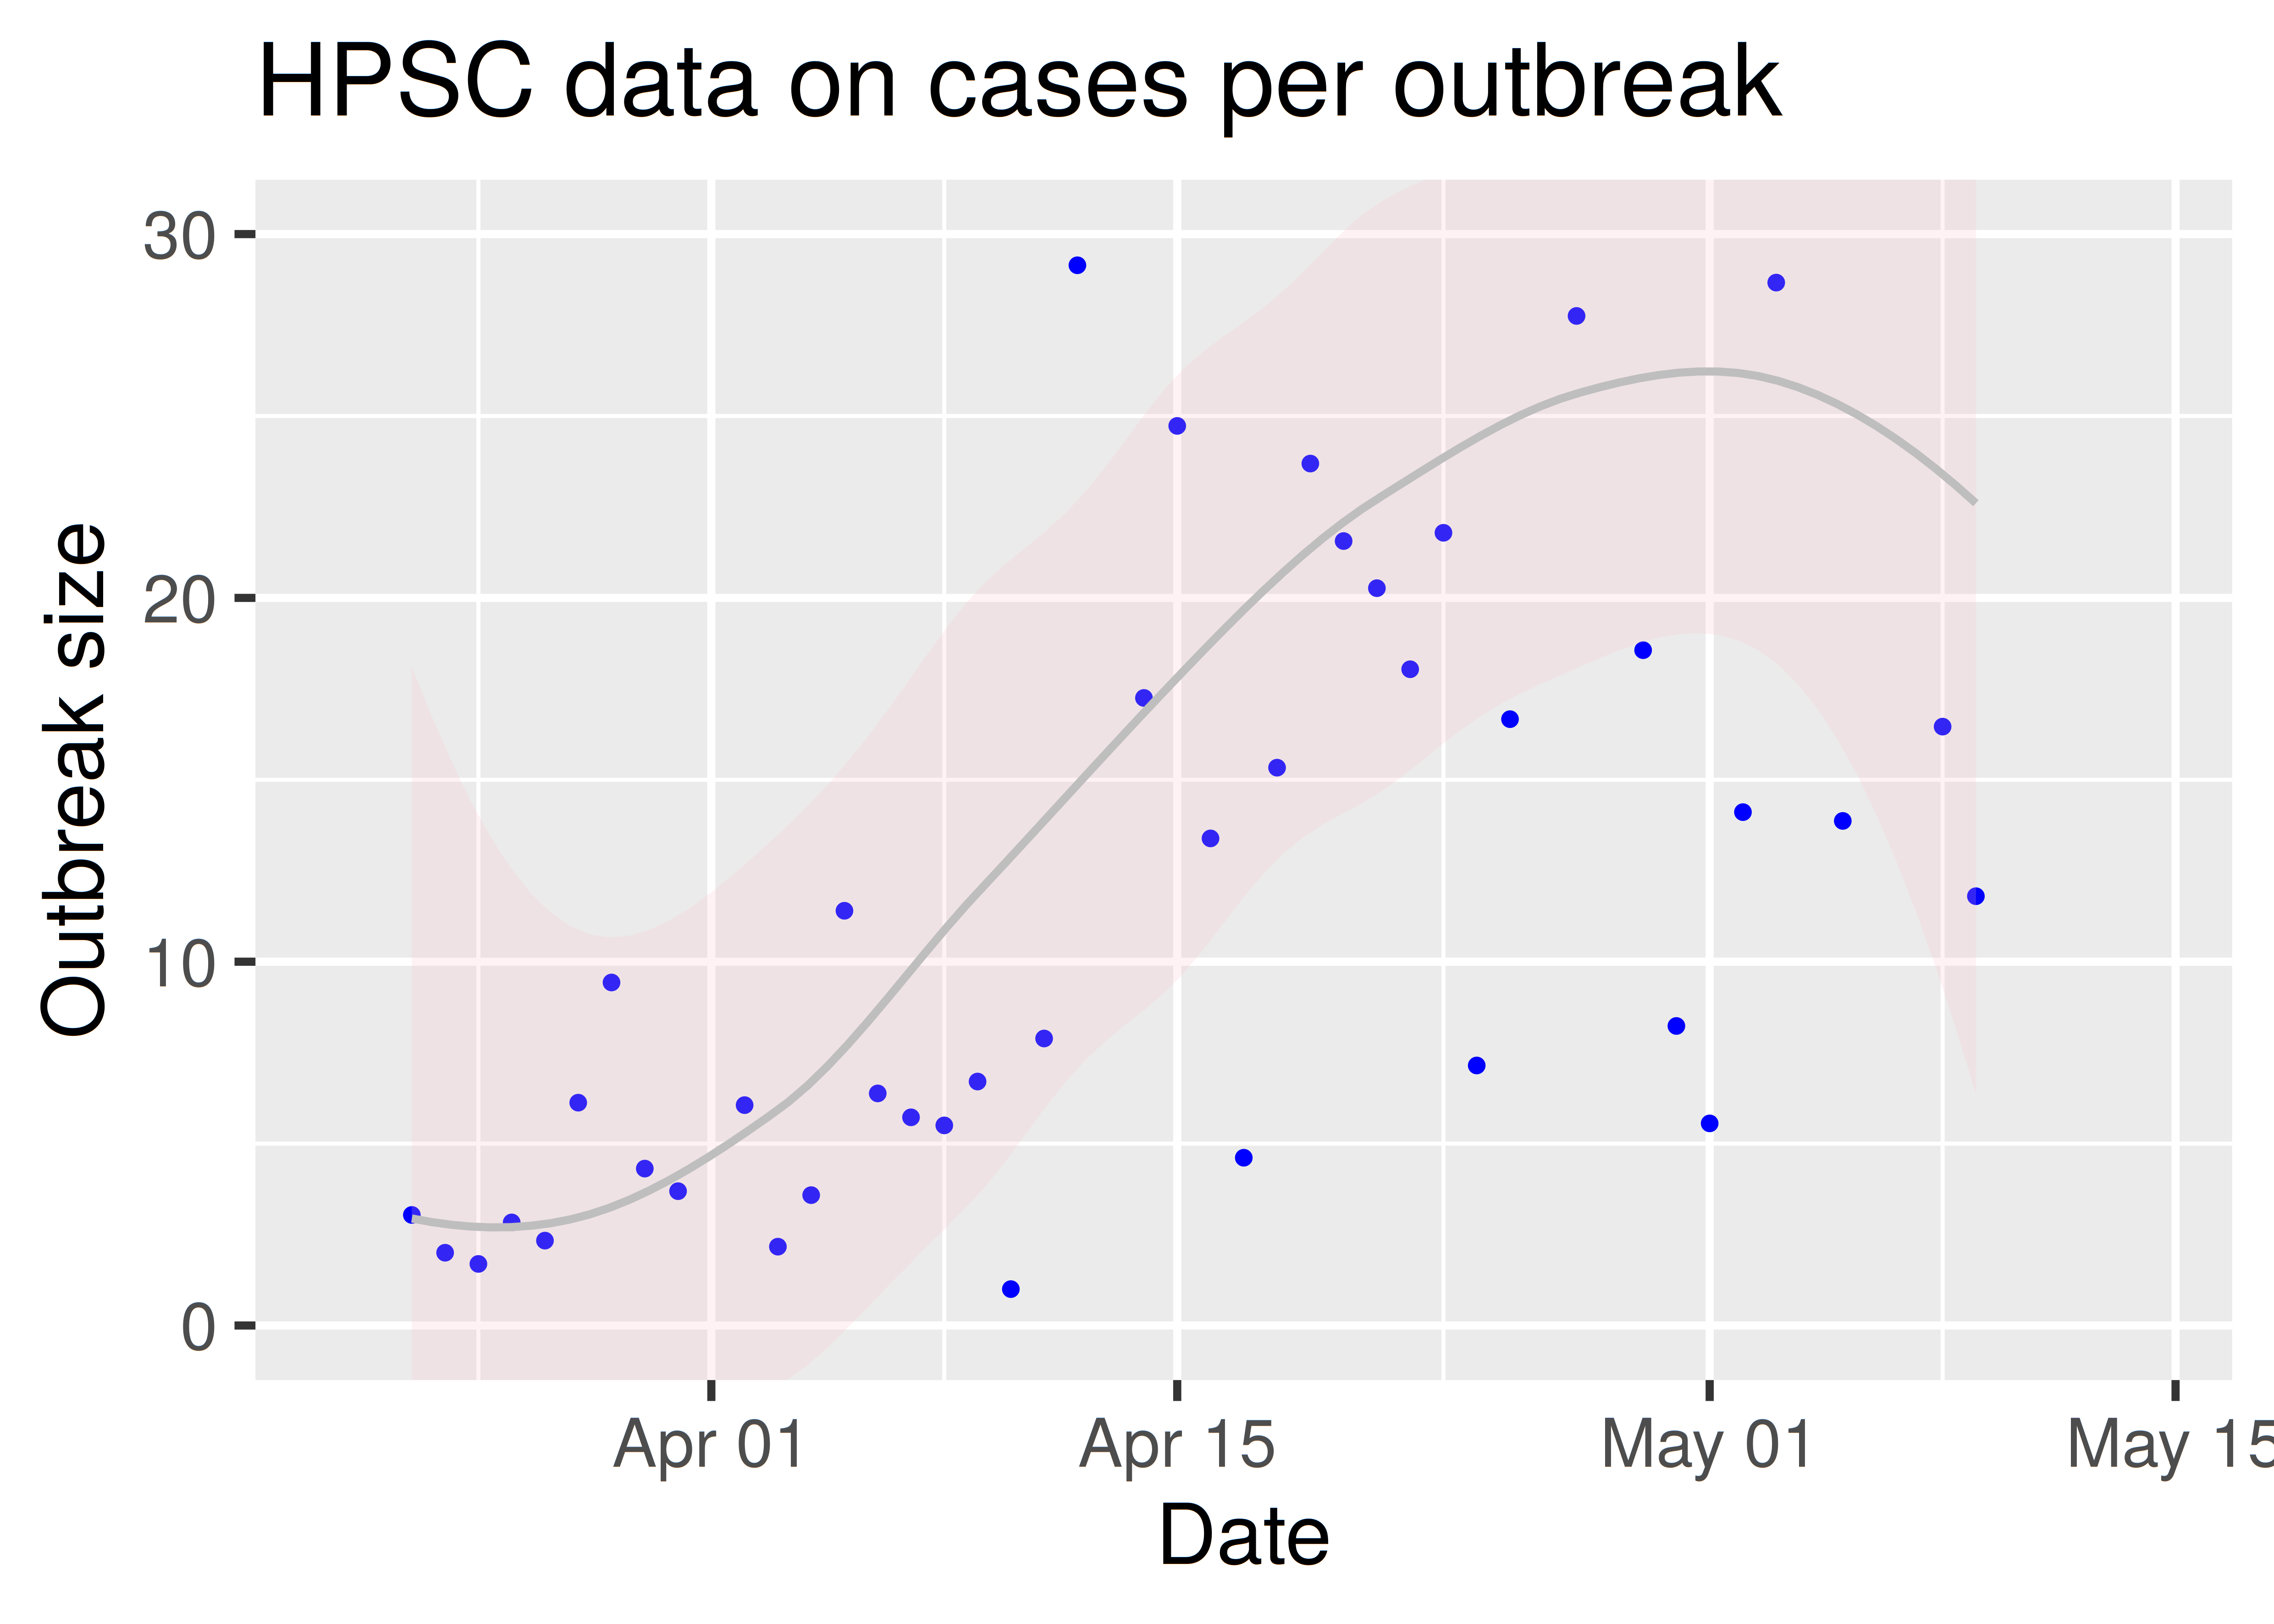 HPSC data on cases per outbreak
Outbreak size
30
20
10
0
Apr 01
Apr 15
May 01
May 15
Date